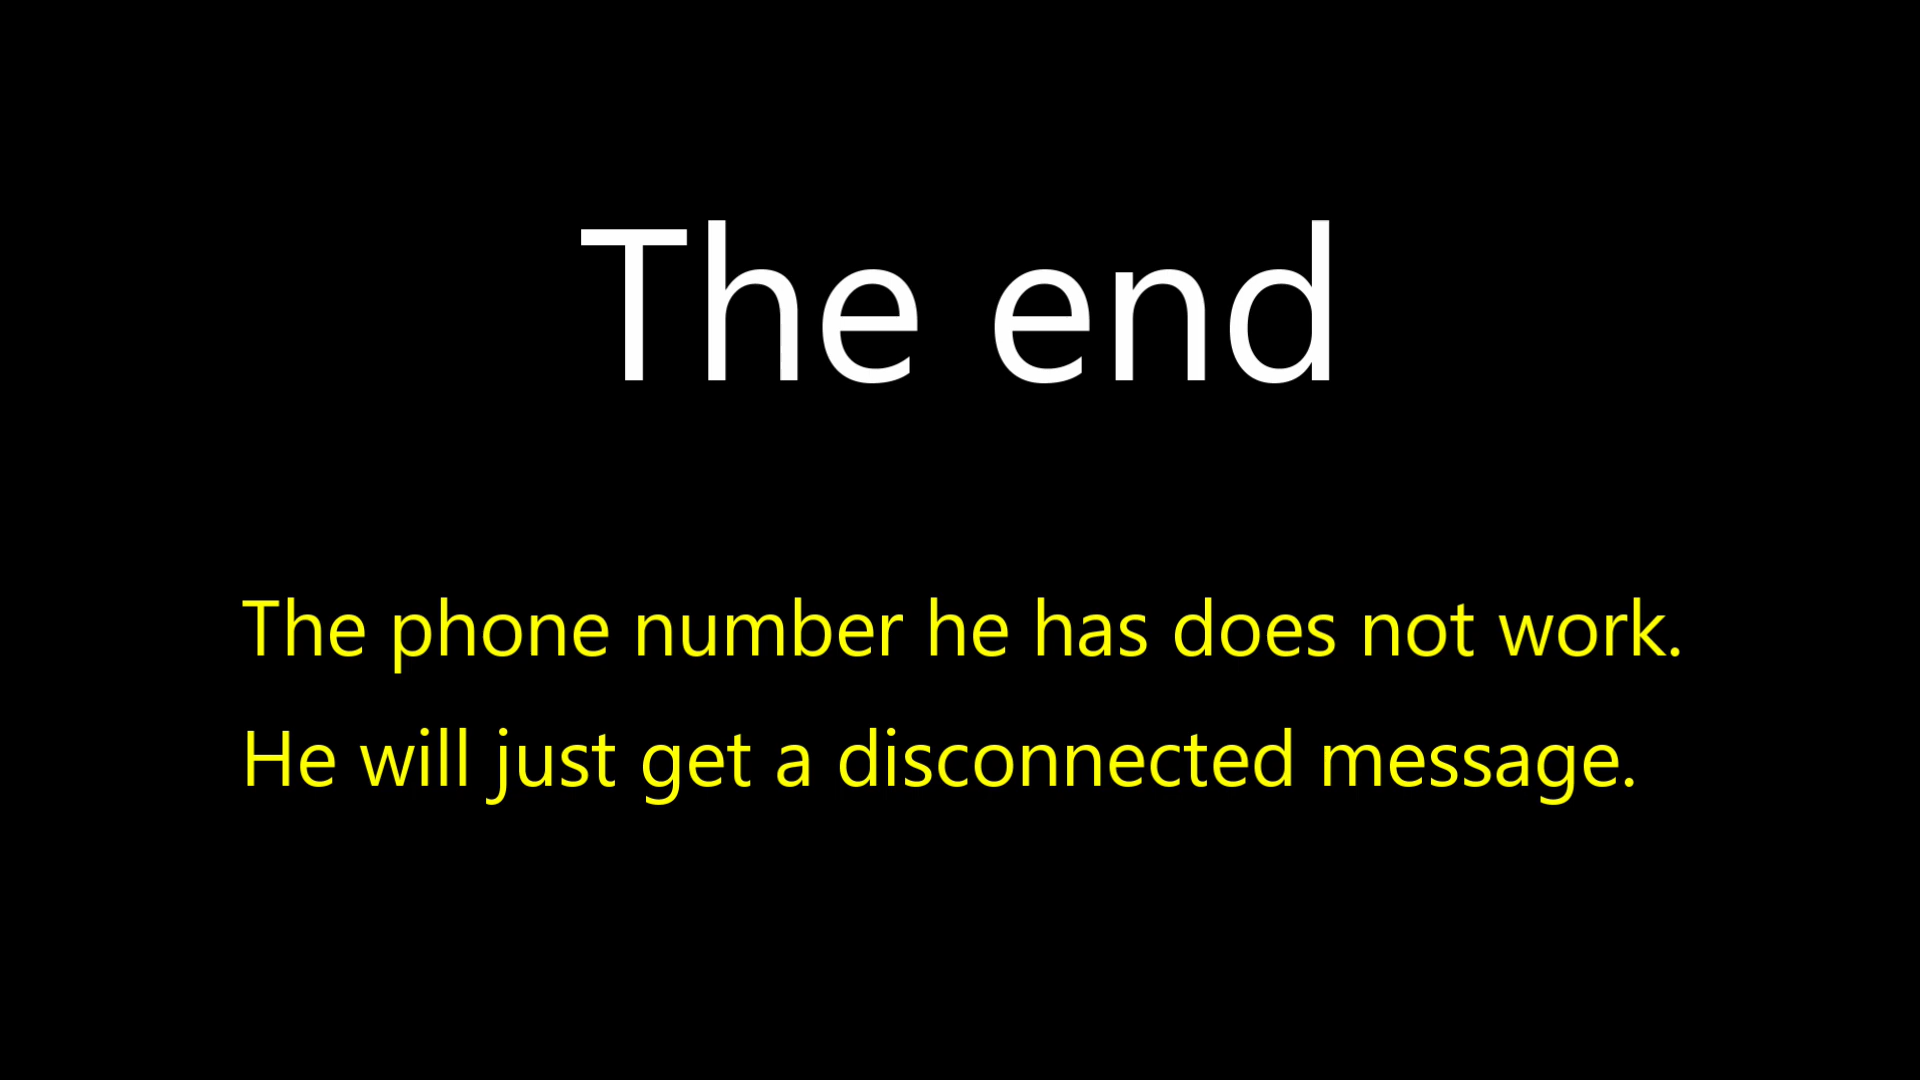 The end
The phone number he has does not work.
He will just get a disconnected message.